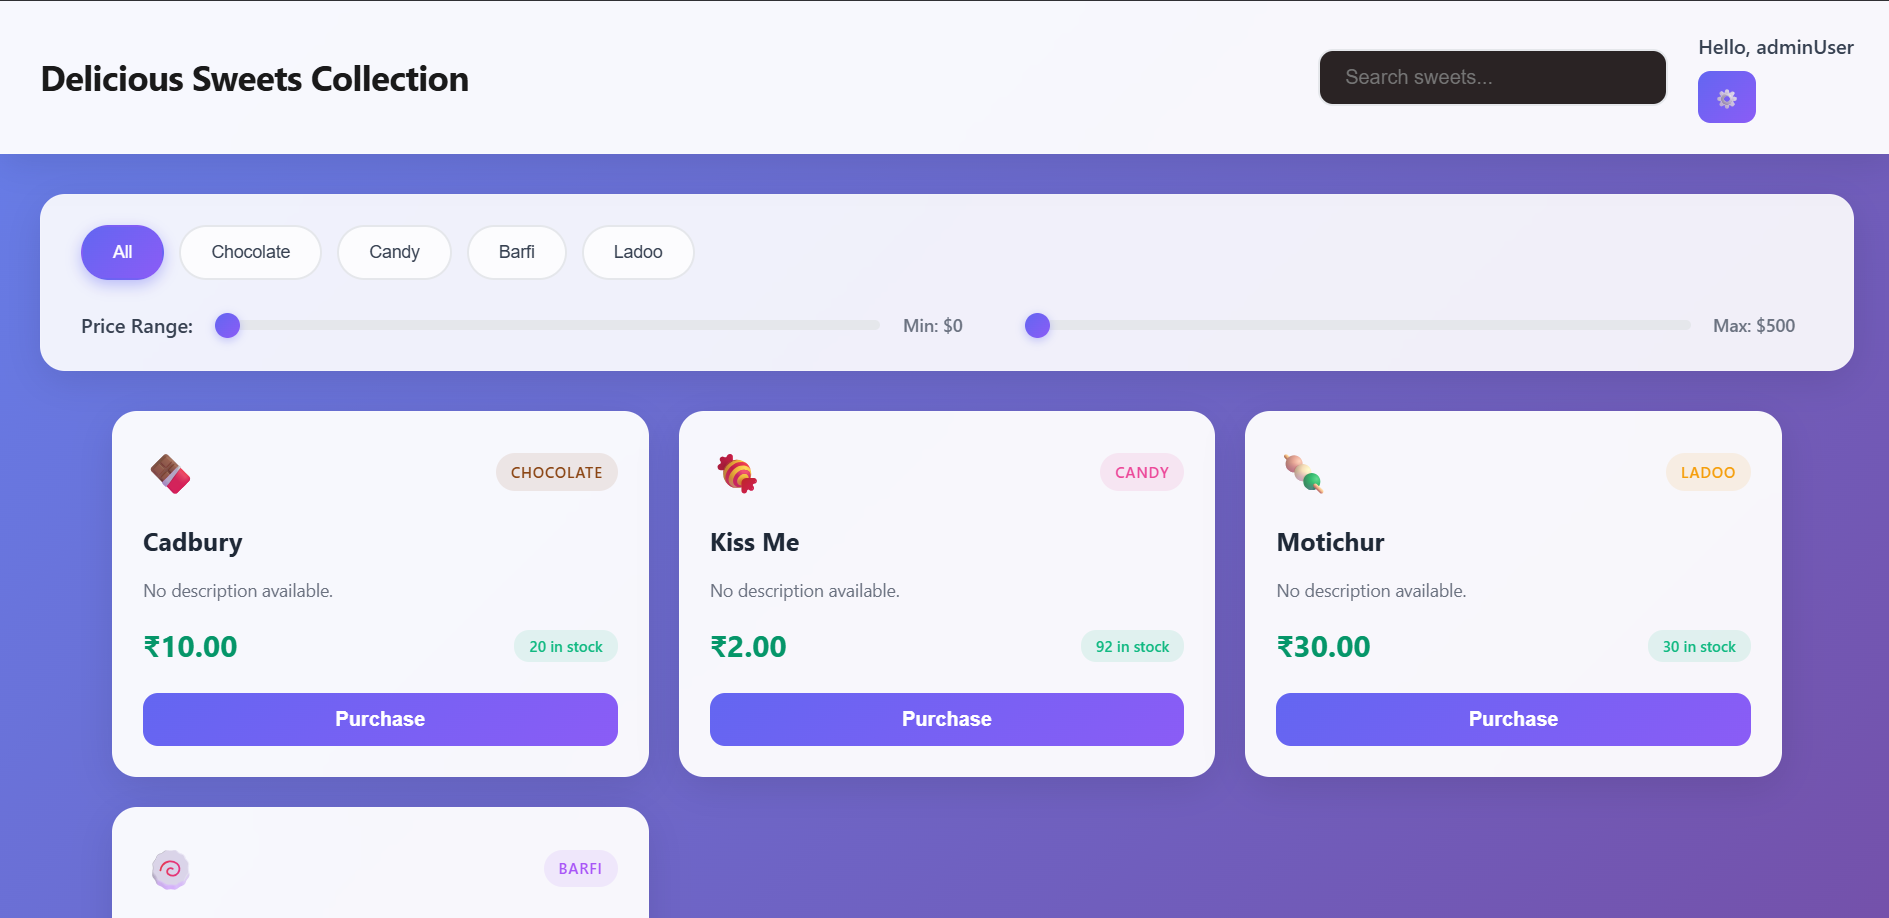 Delicious Sweets Collection
Search sweets...
Hello, adminUser
All
Chocolate
Candy
Barfi
Ladoo
Price Range:
Min: $0
Max: $500
CHOCOLATE
Cadbury
No description available.
₹10.00
20 in stock
Purchase
CANDY
Kiss Me
No description available.
₹2.00
92 in stock
Purchase
LADOO
Motichur
No description available.
₹30.00
30 in stock
Purchase
BARFI